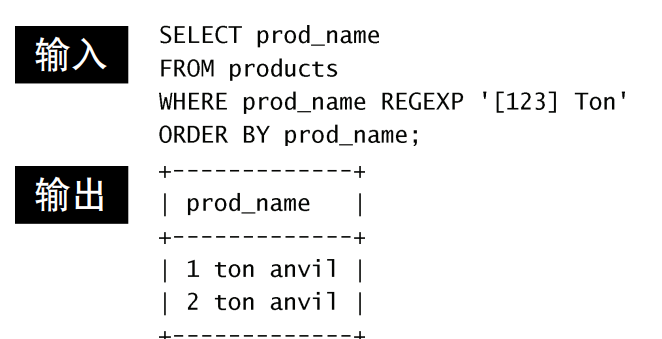 输入
SELECT prod_name
FROM products
WHERE prod_name REGEXP '[123] Ton'
ORDER BY prod_name;
输出
+-------------+
| prod_name   |
+-------------+
| 1 ton anvil |
| 2 ton anvil |
+-------------+